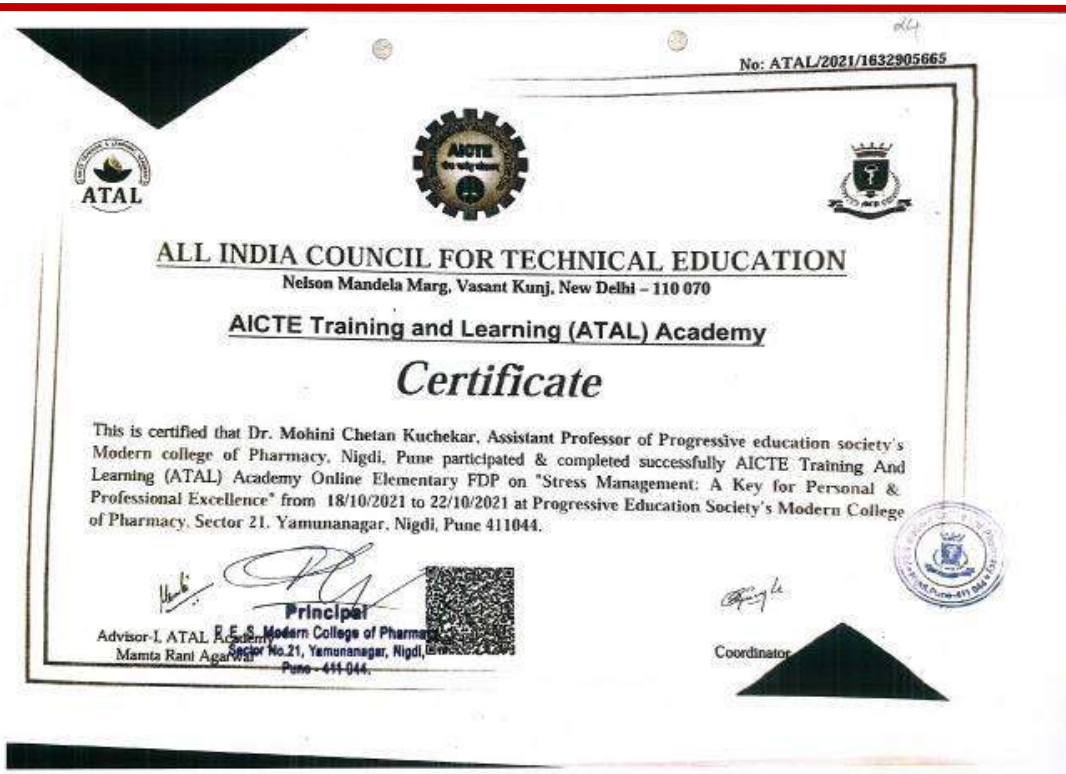 24
No: ATAL/2021/1632905665
ATAL
AICTE
ALL INDIA COUNCIL FOR TECHNICAL EDUCATION
Nelson Mandela Marg, Vasant Kunj, New Delhi – 110 070
AICTE Training and Learning (ATAL) Academy
Certificate
This is certified that Dr. Mohini Chetan Kuchekar, Assistant Professor of Progressive education society's
Modern college of Pharmacy, Nigdi, Pune participated & completed successfully AICTE Training And
Learning (ATAL) Academy Online Elementary FDP on "Stress Management: A Key for Personal &
Professional Excellence" from 18/10/2021 to 22/10/2021 at Progressive Education Society's Modern College
of Pharmacy, Sector 21, Yamunanagar, Nigdi, Pune 411044.
Principal
P. E. S. Modern College of Pharma
Sector No.21, Yamunanagar, Nigdi,
Pune - 411 044.
Advisor-I, ATAL Academy
Mamta Rani Agarwal
Coordinator